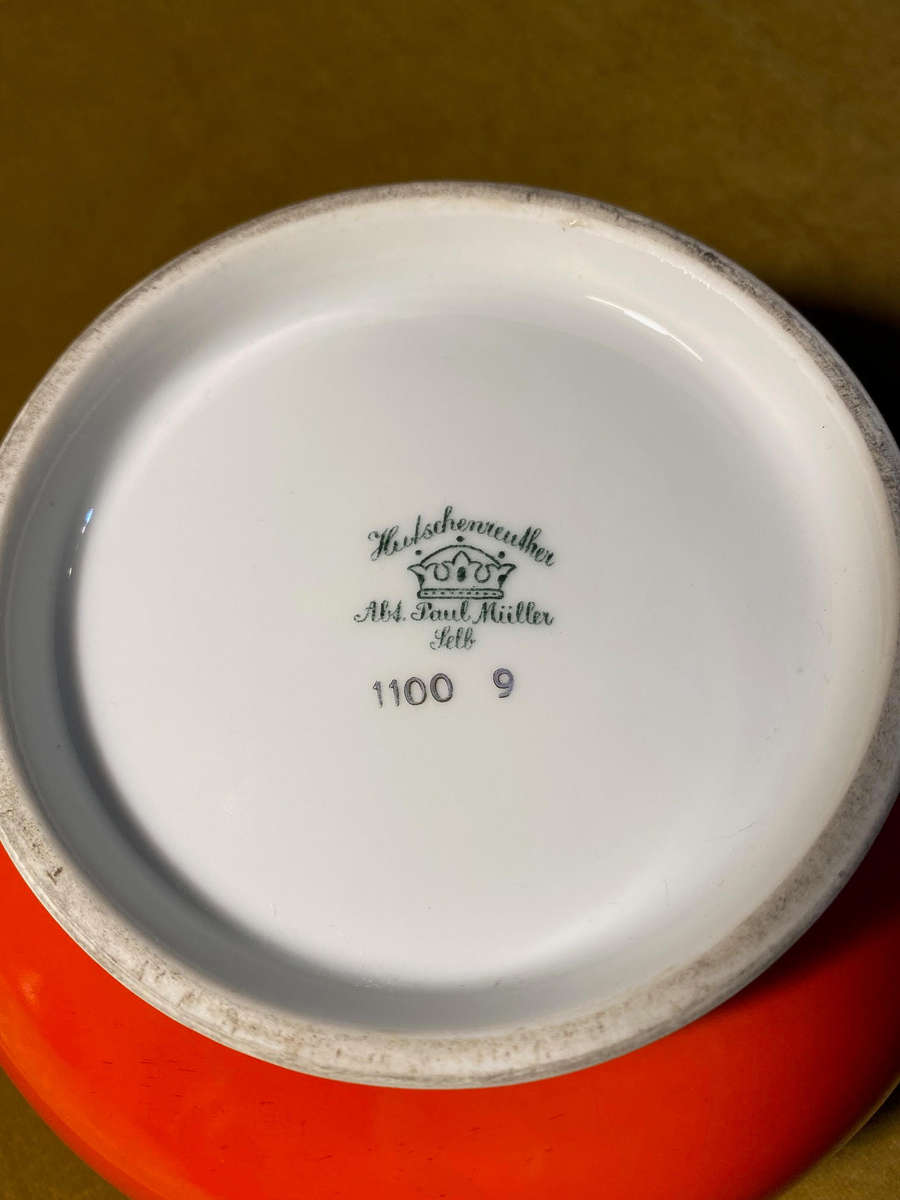 Hutschenreuther
Abt. Paul Müller
Selb
1100 9